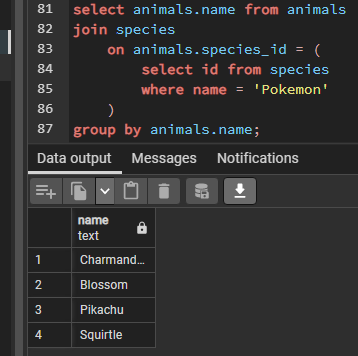 81 select animals.name from animals
82 join species
83 on animals.species_id = (
84 select id from species
85 where name = 'Pokemon'
86 )
87 group by animals.name;
Data output Messages Notifications
name
text
1 Charmand...
2 Blossom
3 Pikachu
4 Squirtle